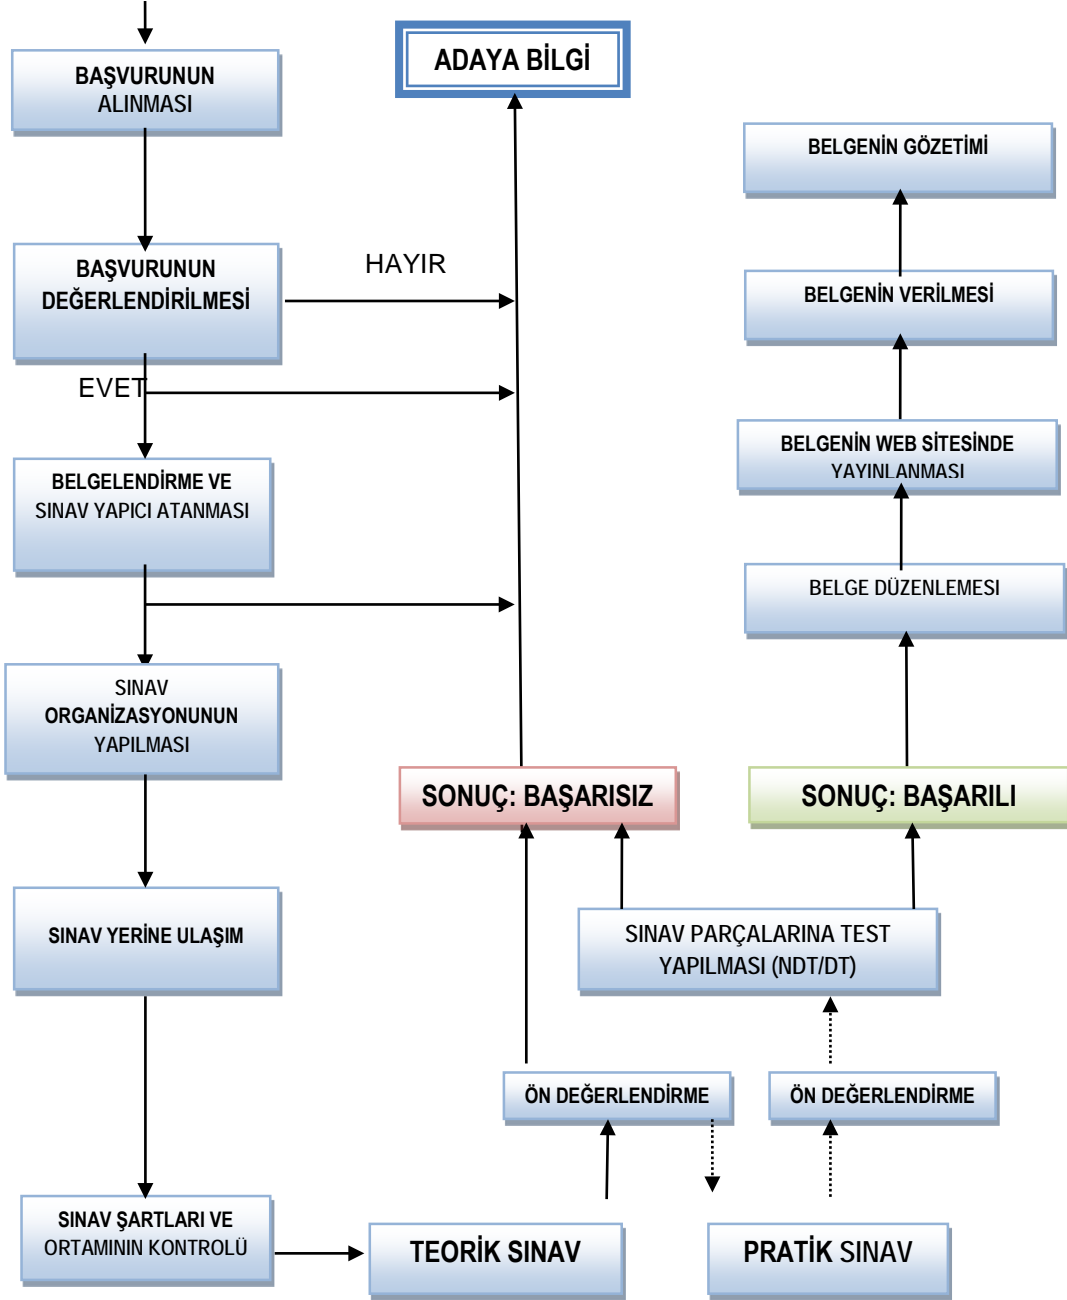 BAŞVURUNUN
ALINMASI
ADAYA BİLGİ
BELGENİN GÖZETİMİ
BAŞVURUNUN
DEĞERLENDİRİLMESİ
HAYIR
BELGENİN VERİLMESİ
EVET
BELGELENDİRME VE
SINAV YAPICI ATANMASI
BELGENİN WEB SİTESİNDE
YAYINLANMASI
BELGE DÜZENLEMESI
SINAV
ORGANİZASYONUNUN
YAPILMASI
SONUÇ: BAŞARISIZ
SONUÇ: BAŞARILI
SINAV YERİNE ULAŞIM
SINAV PARÇALARINA TEST
YAPILMASI (NDT/DT)
ÖN DEĞERLENDİRME
ÖN DEĞERLENDİRME
SINAV ŞARTLARI VE
ORTAMININ KONTROLÜ
TEORİK SINAV
PRATİK SINAV